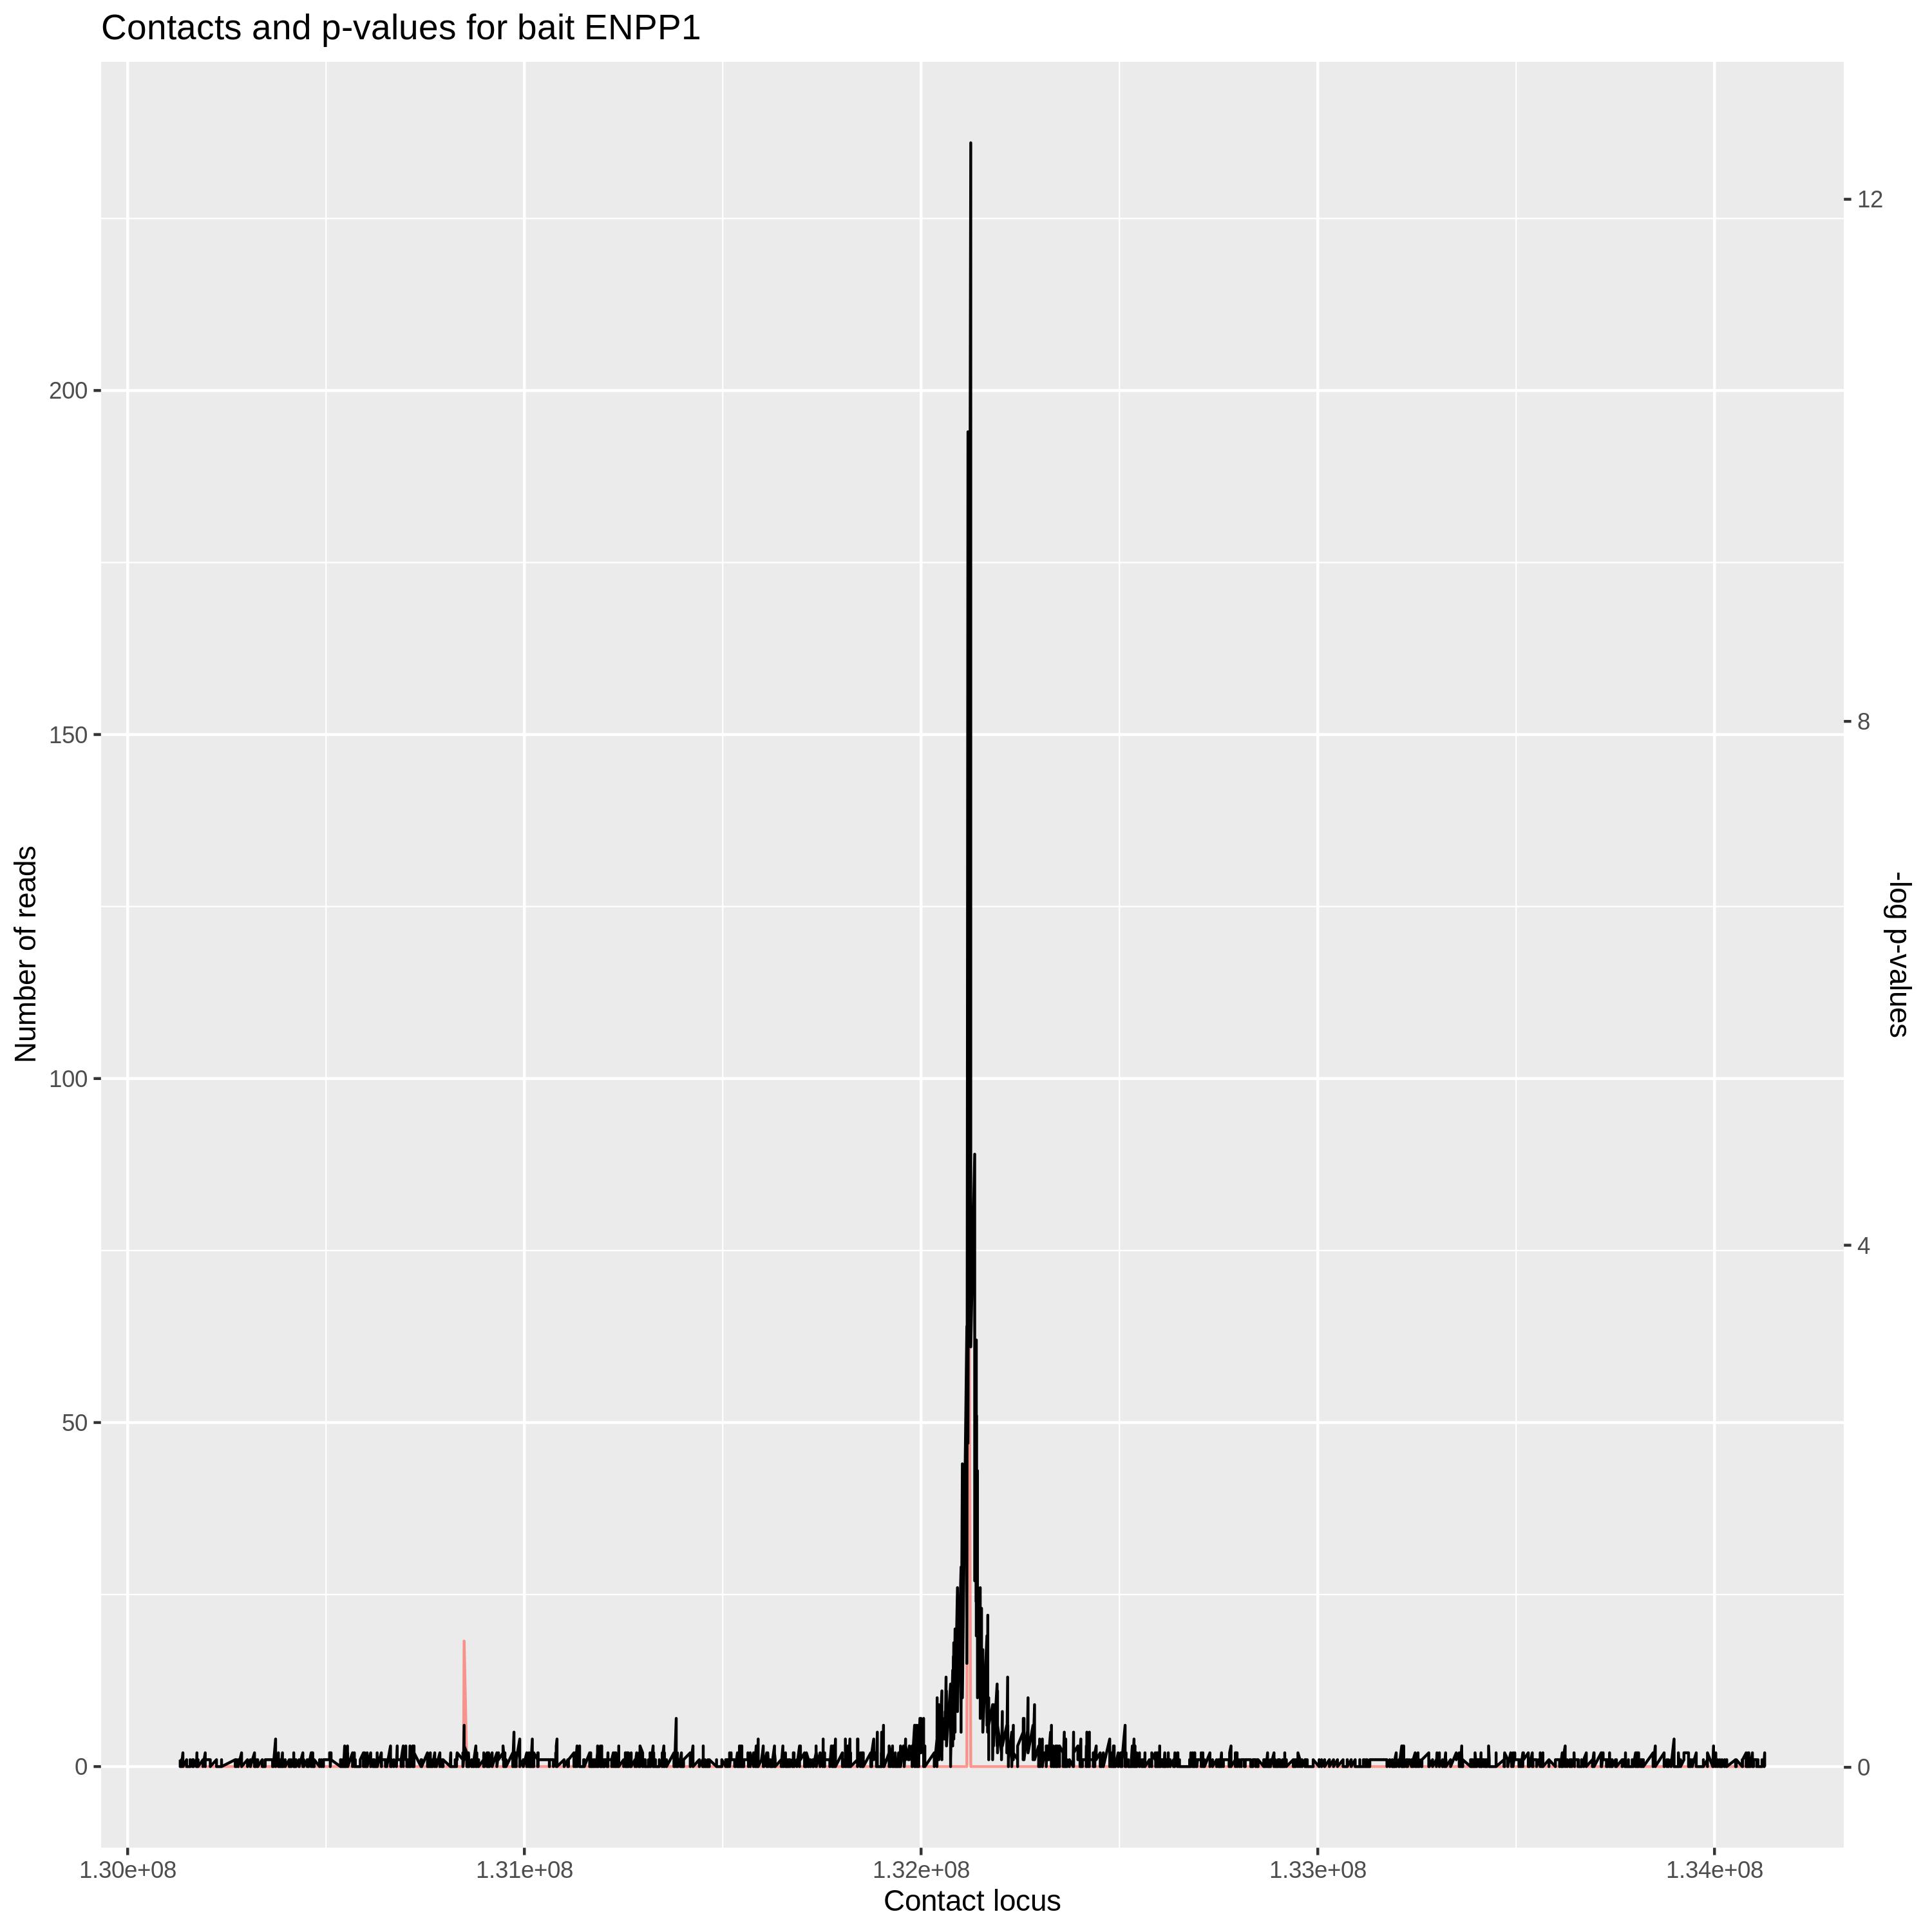 Contacts and p-values for bait ENPP1
Number of reads
200
150
100
50
0
12
8
4
0
-log p-values
1.30e+08
1.31e+08
1.32e+08
1.33e+08
1.34e+08
Contact locus